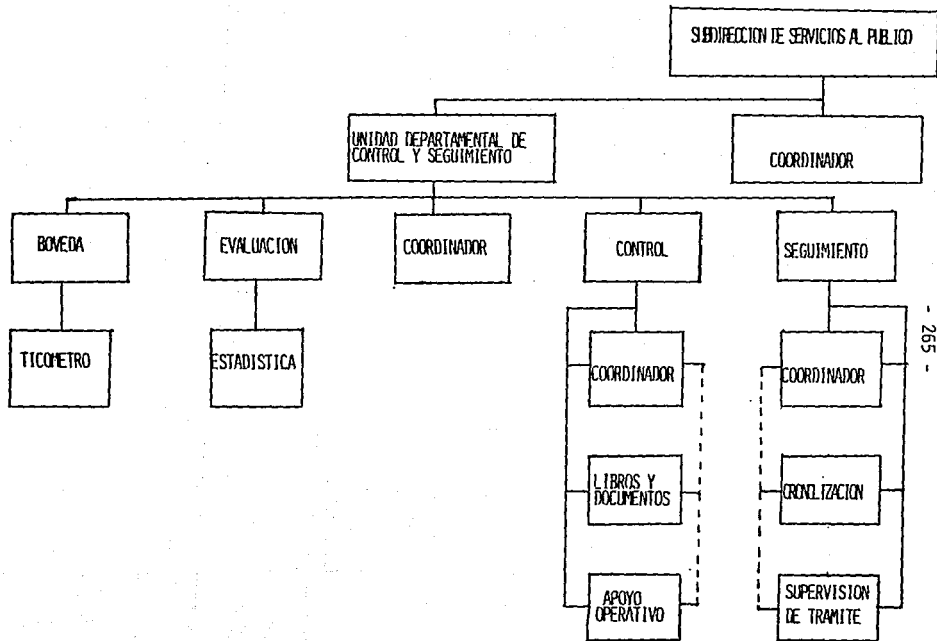 SUBDIRECCION DE SERVICIOS AL PUBLICO
UNIDAD DEPARTAMENTAL DE
CONTROL Y SEGUIMIENTO
COORDINADOR
BOVEDA
EVALUACION
COORDINADOR
CONTROL
SEGUIMIENTO
TICOMETRO
ESTADISTICA
COORDINADOR
COORDINADOR
LIBROS Y
DOCUMENTOS
CRONOLIZACION
APOYO
OPERATIVO
SUPERVISION
DE TRAMITE
- 265 -